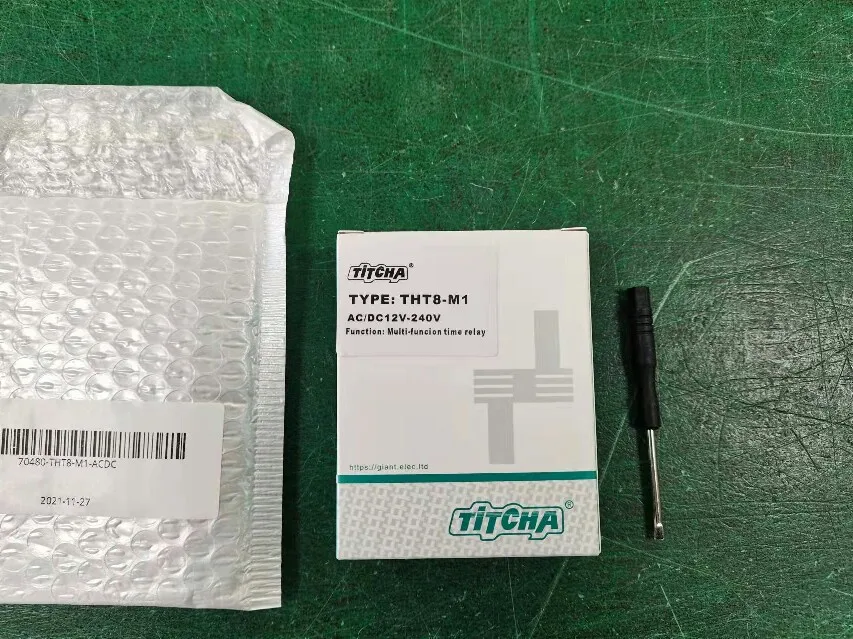 TITCHA®
TYPE: THT8-M1
AC/DC12V-240V
Function: Multi-funcion time relay
https://giant.elec.ltd
TITCHA®
70480-THT8-M1-ACDC
2021-11-27